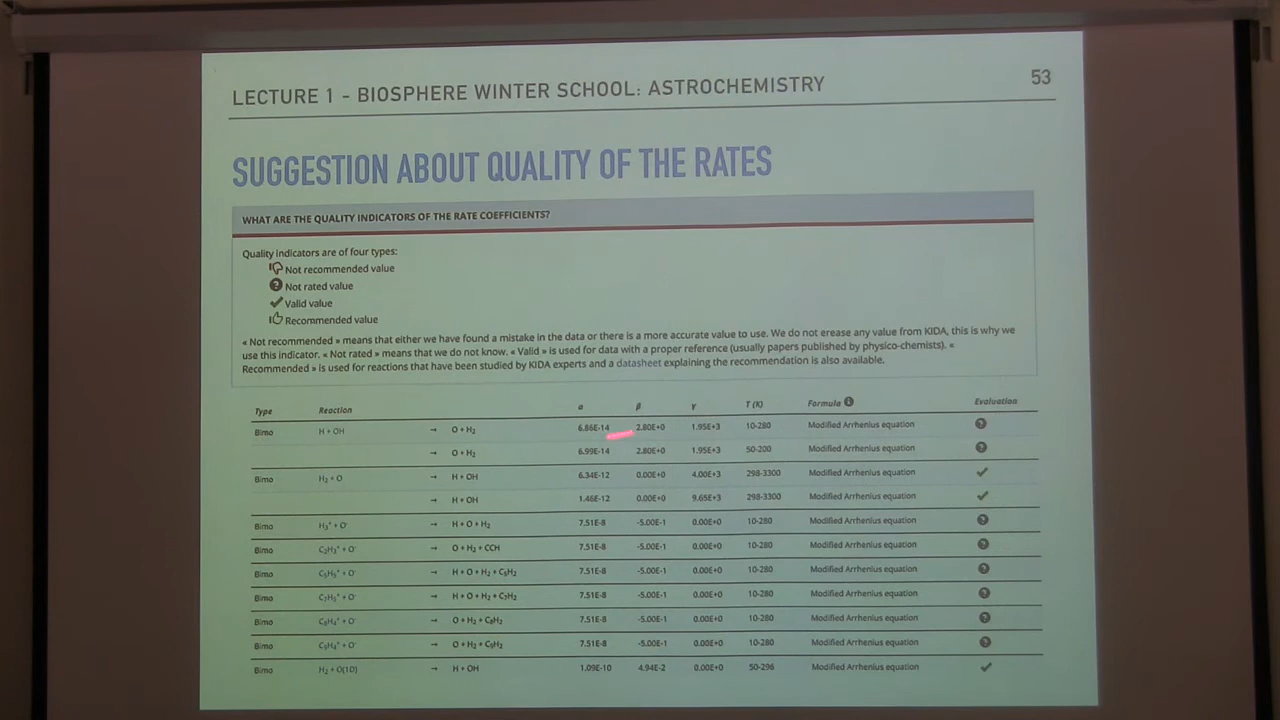 LECTURE 1 - BIOSPHERE WINTER SCHOOL: ASTROCHEMISTRY 53
SUGGESTION ABOUT QUALITY OF THE RATES
WHAT ARE THE QUALITY INDICATORS OF THE RATE COEFFICIENTS?
Quality indicators are of four types:
Not recommended value
? Not rated value
✓ Valid value
Recommended value
« Not recommended » means that either we have found a mistake in the data or there is a more accurate value to use. We do not erease any value from KIDA, this is why we
use this indicator. « Not rated » means that we do not know. « Valid » is used for data with a proper reference (usually papers published by physico-chemists). «
Recommended » is used for reactions that have been studied by KIDA experts and a datasheet explaining the recommendation is also available.
Type Reaction α β γ T (K) Formula Evaluation
Bimo H + OH → O + H₂ 6.86E-14 2.80E+0 1.95E+3 10-280 Modified Arrhenius equation ?
→ O + H₂ 6.99E-14 2.80E+0 1.95E+3 50-200 Modified Arrhenius equation ?
Bimo H₂ + O → H + OH 6.34E-12 0.00E+0 4.00E+3 298-3300 Modified Arrhenius equation ✓
→ H + OH 1.46E-12 0.00E+0 9.65E+3 298-3300 Modified Arrhenius equation ✓
Bimo H₃⁺ + O⁻ → H + O + H₂ 7.51E-8 -5.00E-1 0.00E+0 10-280 Modified Arrhenius equation ?
Bimo C₂H₃⁺ + O⁻ → O + H₂ + CCH 7.51E-8 -5.00E-1 0.00E+0 10-280 Modified Arrhenius equation ?
Bimo + O⁻ → H + O + H₂ + 7.51E-8 -5.00E-1 0.00E+0 10-280 Modified Arrhenius equation ?
Bimo + O⁻ → H + O + H₂ + 7.51E-8 -5.00E-1 0.00E+0 10-280 Modified Arrhenius equation ?
Bimo + O⁻ → O + H₂ + 7.51E-8 -5.00E-1 0.00E+0 10-280 Modified Arrhenius equation ?
Bimo + O⁻ → O + H₂ + 7.51E-8 -5.00E-1 0.00E+0 10-280 Modified Arrhenius equation ?
Bimo H₂ + O(1D) → H + OH 1.09E-10 4.94E-2 0.00E+0 50-296 Modified Arrhenius equation ✓